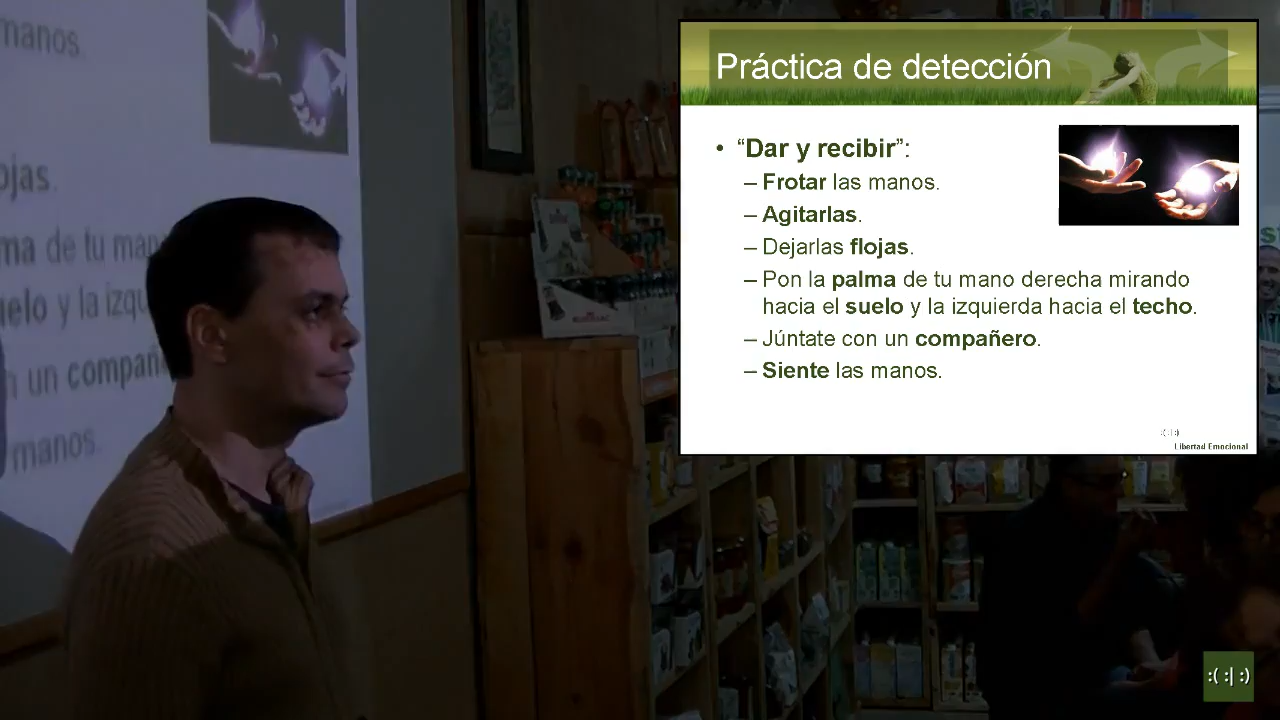 manos.
ojas.
ma de tu man
uelo y la izqu
n un compañe
manos.
Práctica de detección
• “Dar y recibir”:
– Frotar las manos.
– Agitarlas.
– Dejarlas flojas.
– Pon la palma de tu mano derecha mirando
hacia el suelo y la izquierda hacia el techo.
– Júntate con un compañero.
– Siente las manos.
:( :| :)
Libertad Emocional
:( :| :)